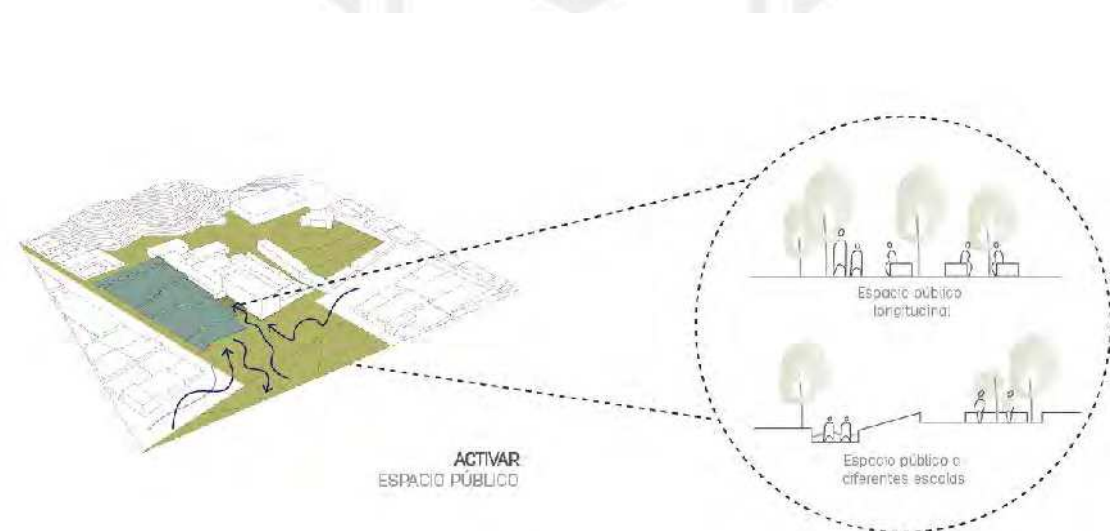 Espacio público
longitudinal
Espacio público a
diferentes escalas
ACTIVAR
ESPACIO PÚBLICO